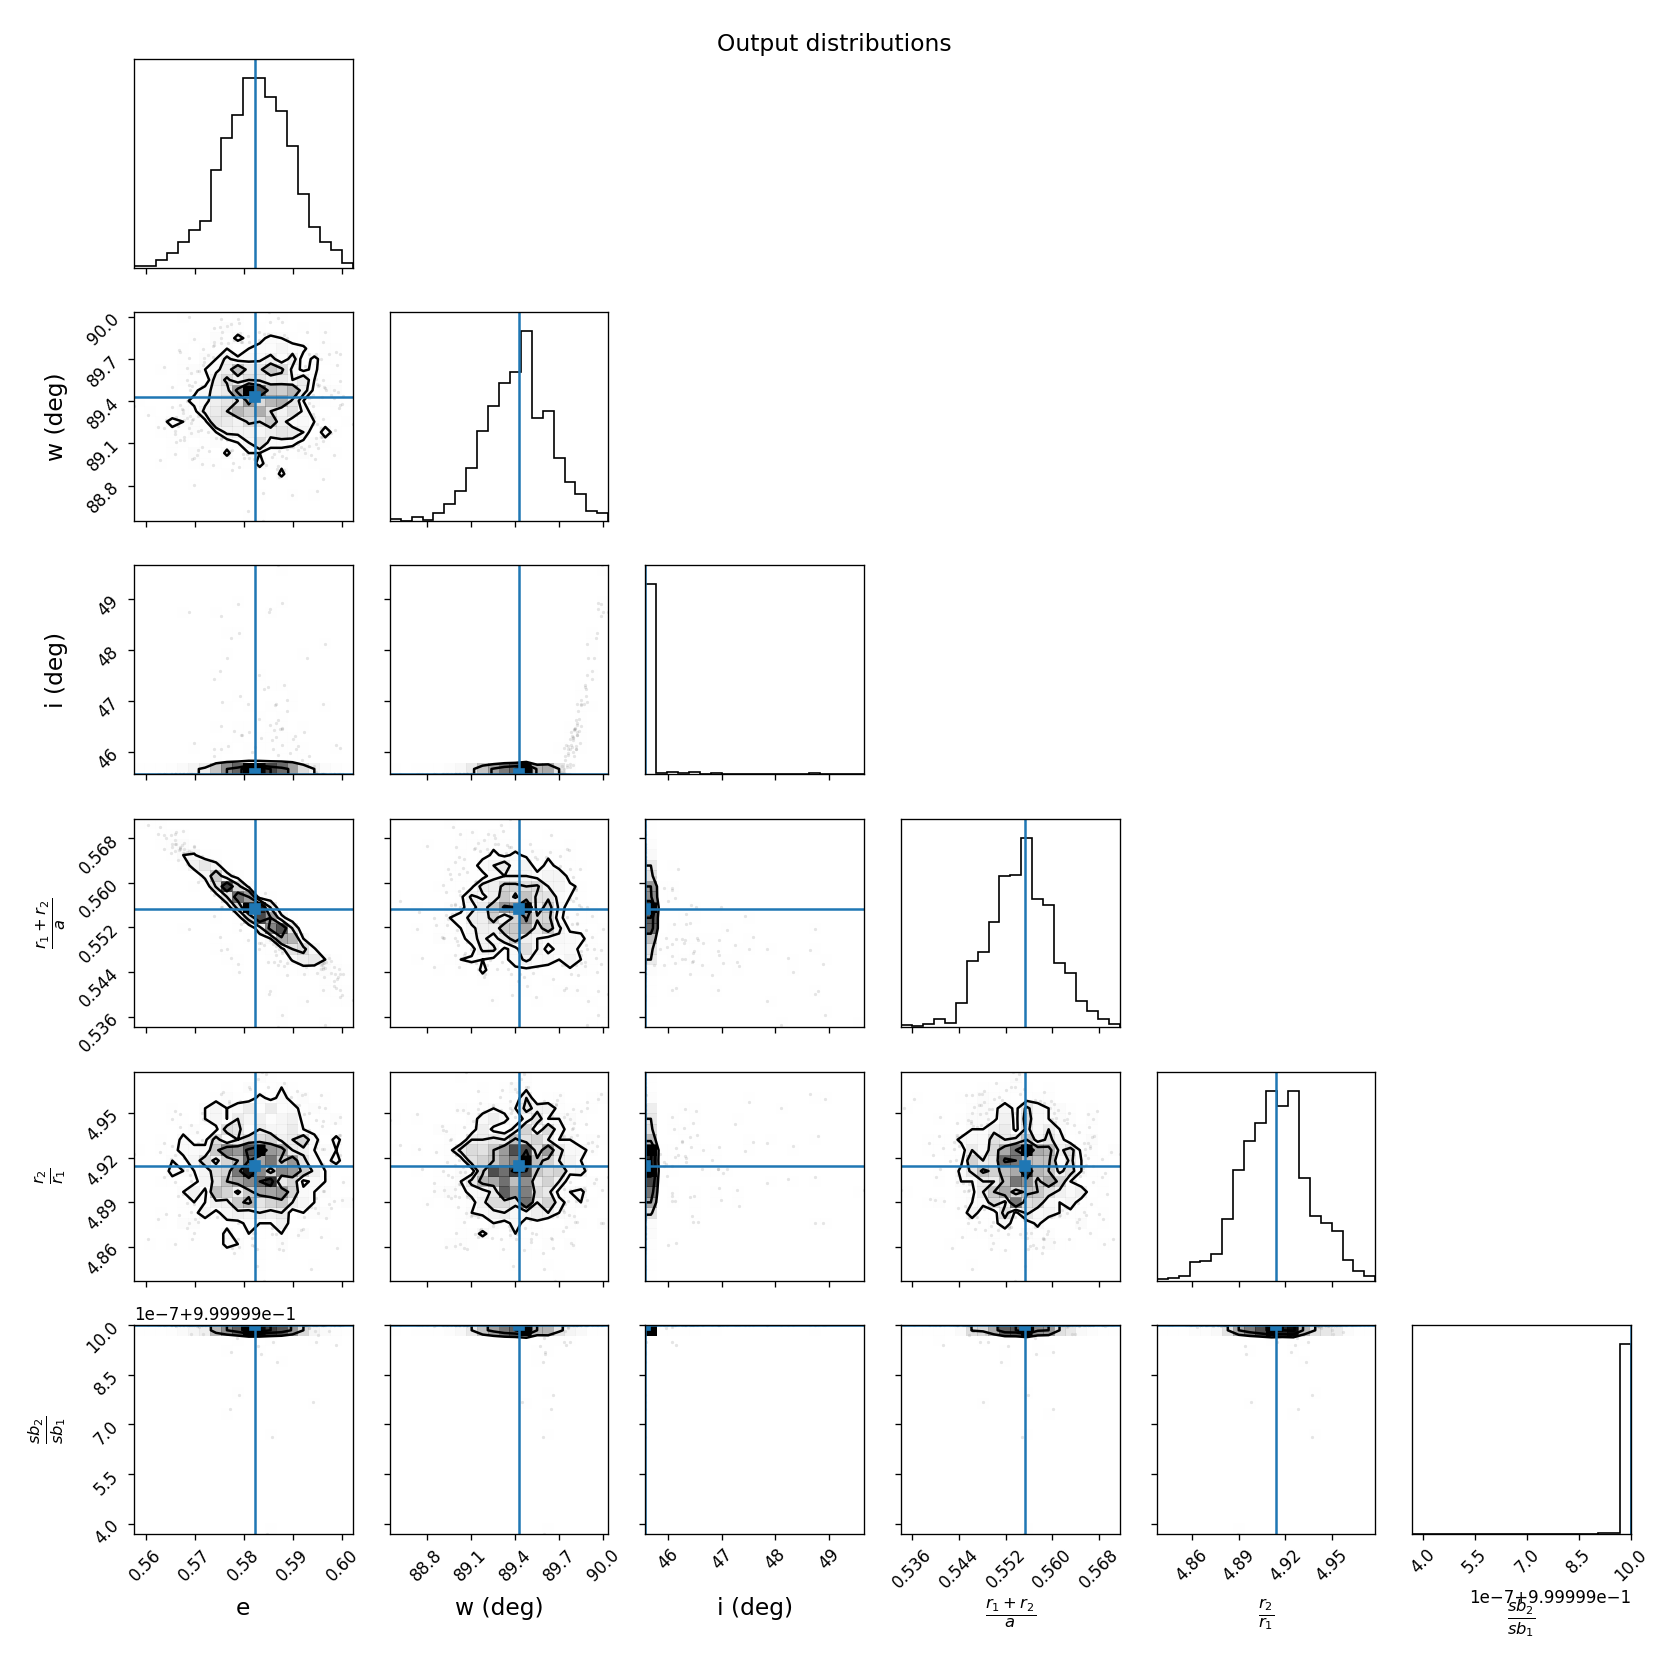 Output distributions
90.0
89.7
89.4
89.1
88.8
w (deg)
49
48
47
46
i (deg)
0.568
0.560
0.552
0.544
0.536
r₁ + r₂
a
4.95
4.92
4.89
4.86
r₂
r₁
1e−7+9.99999e−1
10.0
8.5
7.0
5.5
4.0
sb₂
sb₁
0.56 0.57 0.58 0.59 0.60
88.8 89.1 89.4 89.7 90.0
46 47 48 49
0.536 0.544 0.552 0.560 0.568
4.86 4.89 4.92 4.95
4.0 5.5 7.0 8.5 10.0
1e−7+9.99999e−1
e
w (deg)
i (deg)
r₁ + r₂
a
r₂
r₁
sb₂
sb₁